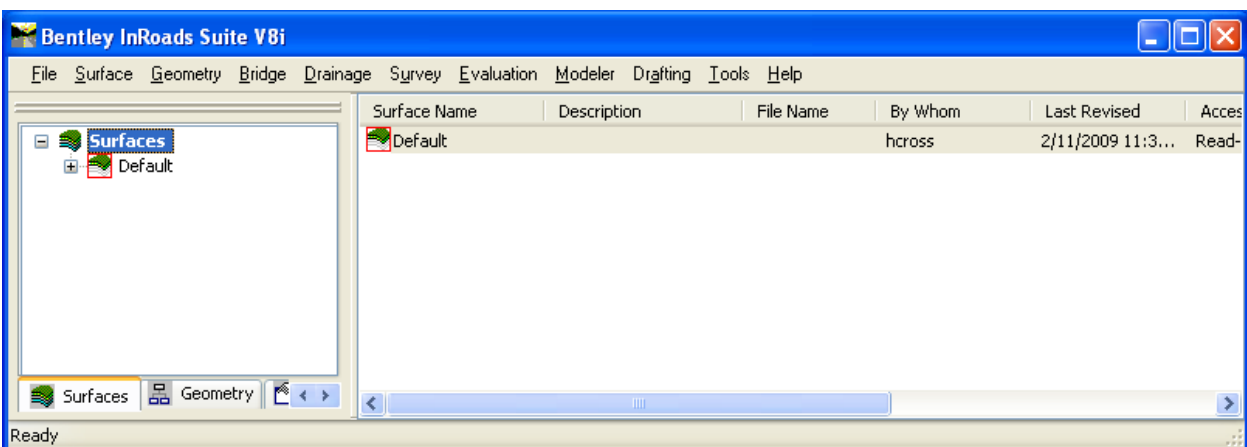 Bentley InRoads Suite V8i
File Surface Geometry Bridge Drainage Survey Evaluation Modeler Drafting Tools Help
Surface Name Description File Name By Whom Last Revised Acces
Surfaces
Default
Default hcross 2/11/2009 11:3... Read-
Surfaces Geometry
Ready